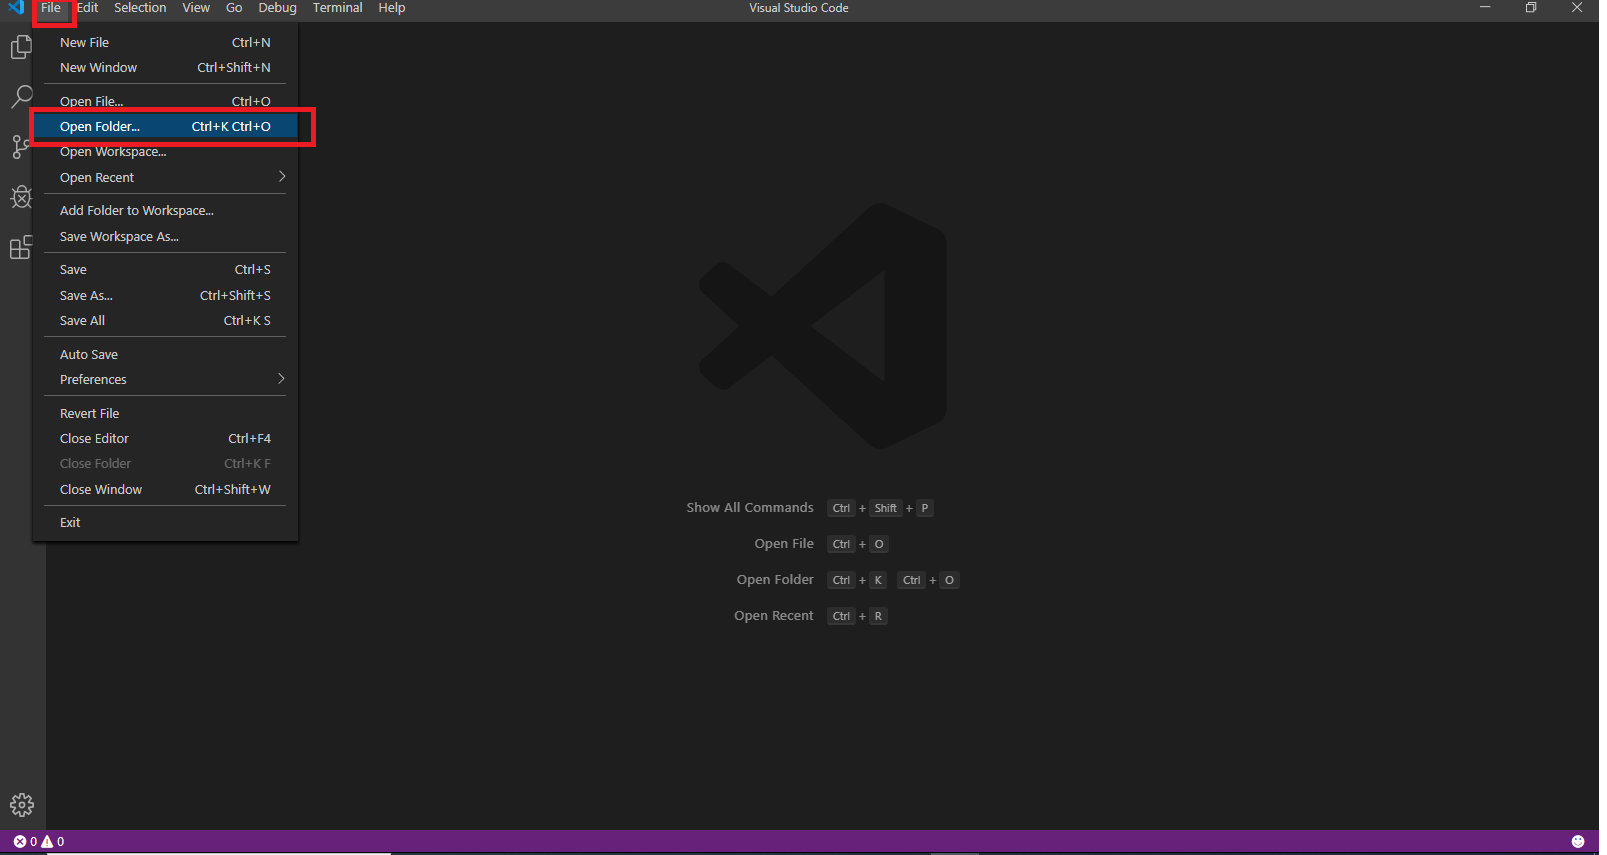 File Edit Selection View Go Debug Terminal Help Visual Studio Code
New File Ctrl+N
New Window Ctrl+Shift+N
Open File... Ctrl+O
Open Folder... Ctrl+K Ctrl+O
Open Workspace...
Open Recent
Add Folder to Workspace...
Save Workspace As...
Save Ctrl+S
Save As... Ctrl+Shift+S
Save All Ctrl+K S
Auto Save
Preferences
Revert File
Close Editor Ctrl+F4
Close Folder Ctrl+K F
Close Window Ctrl+Shift+W
Exit
Show All Commands Ctrl + Shift + P
Open File Ctrl + O
Open Folder Ctrl + K Ctrl + O
Open Recent Ctrl + R
0 0